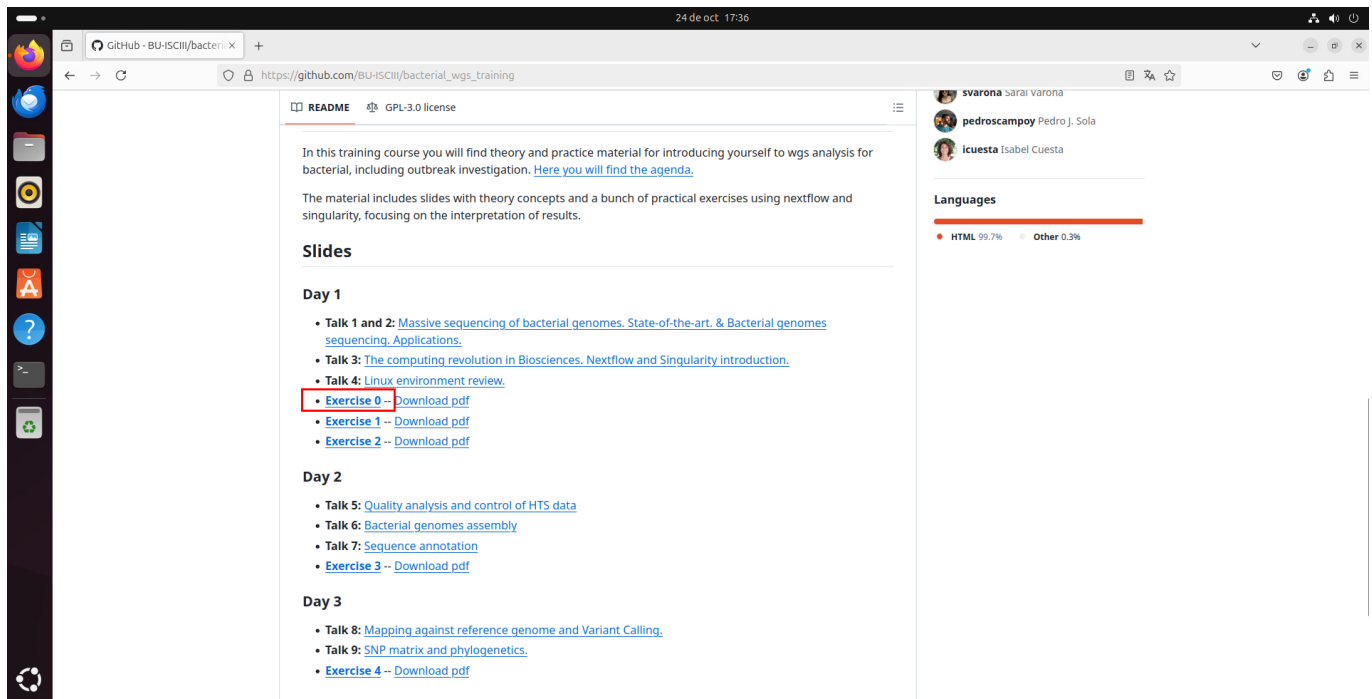 24 de oct 17:36
GitHub - BU-ISCIII/bacteri
https://github.com/BU-ISCIII/bacterial_wgs_training
README GPL-3.0 license
In this training course you will find theory and practice material for introducing yourself to wgs analysis for
bacterial, including outbreak investigation. Here you will find the agenda.
The material includes slides with theory concepts and a bunch of practical exercises using nextflow and
singularity, focusing on the interpretation of results.
Slides
Day 1
• Talk 1 and 2: Massive sequencing of bacterial genomes. State-of-the-art. & Bacterial genomes
sequencing. Applications.
• Talk 3: The computing revolution in Biosciences. Nextflow and Singularity introduction.
• Talk 4: Linux environment review.
• Exercise 0 -- Download pdf
• Exercise 1 -- Download pdf
• Exercise 2 -- Download pdf
Day 2
• Talk 5: Quality analysis and control of HTS data
• Talk 6: Bacterial genomes assembly
• Talk 7: Sequence annotation
• Exercise 3 -- Download pdf
Day 3
• Talk 8: Mapping against reference genome and Variant Calling.
• Talk 9: SNP matrix and phylogenetics.
• Exercise 4 -- Download pdf
svarona Sarai Varona
pedroscampoy Pedro J. Sola
icuesta Isabel Cuesta
Languages
HTML 99.7% Other 0.3%